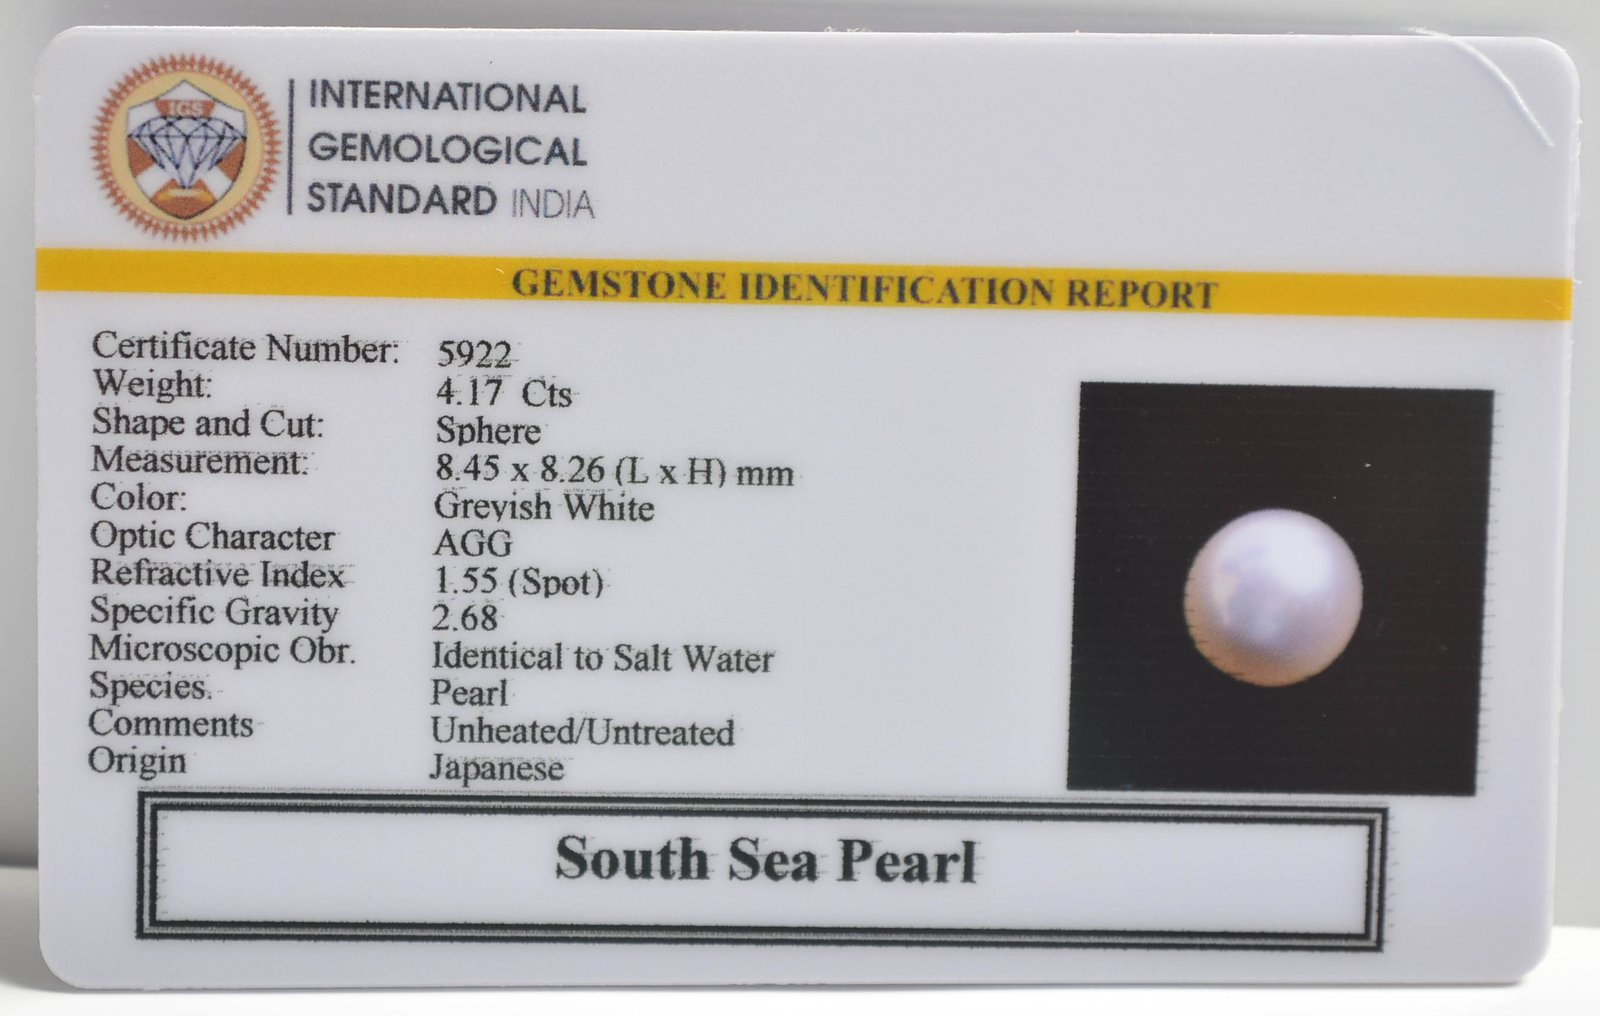 IGS
INTERNATIONAL
GEMOLOGICAL
STANDARD INDIA
GEMSTONE IDENTIFICATION REPORT
Certificate Number: 5922
Weight: 4.17 Cts
Shape and Cut: Sphere
Measurement: 8.45 x 8.26 (L x H) mm
Color: Greyish White
Optic Character AGG
Refractive Index 1.55 (Spot)
Specific Gravity 2.68
Microscopic Obr. Identical to Salt Water
Species. Pearl
Comments Unheated/Untreated
Origin Japanese
South Sea Pearl